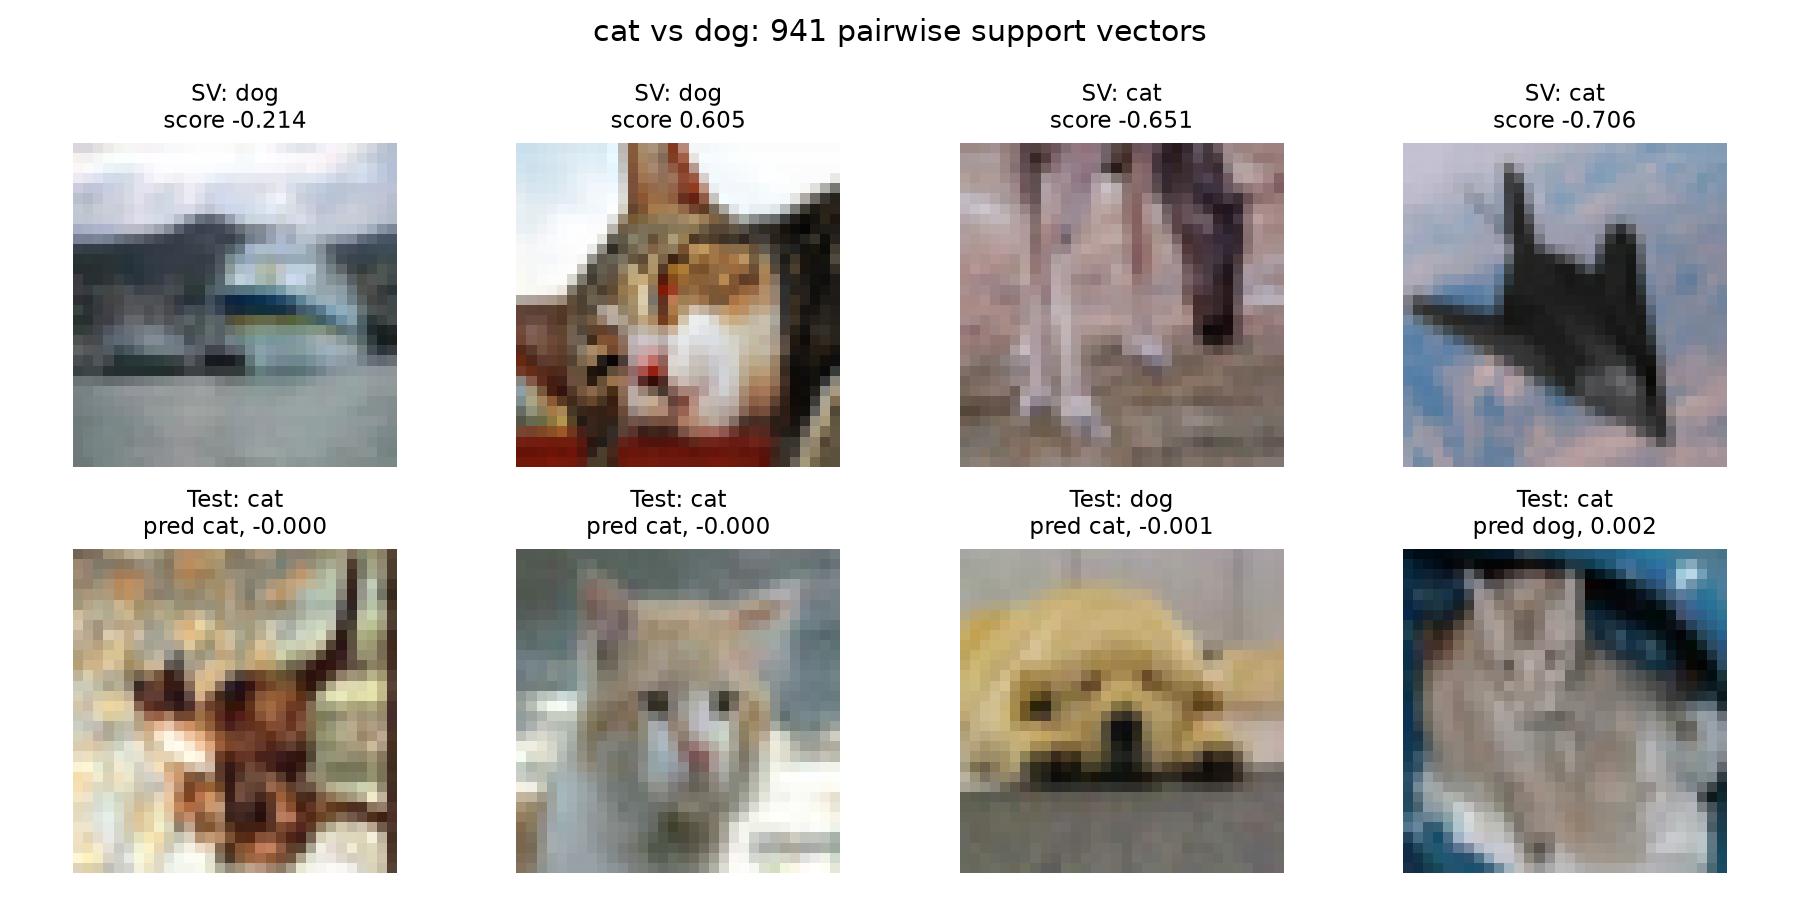 cat vs dog: 941 pairwise support vectors
SV: dog
score -0.214
SV: dog
score 0.605
SV: cat
score -0.651
SV: cat
score -0.706
Test: cat
pred cat, -0.000
Test: cat
pred cat, -0.000
Test: dog
pred cat, -0.001
Test: cat
pred dog, 0.002